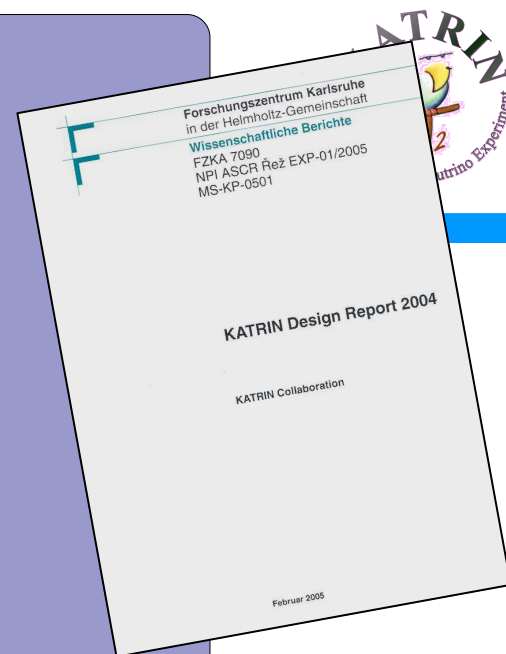 KATRIN
utrino Experiment
Forschungszentrum Karlsruhe
in der Helmholtz-Gemeinschaft
Wissenschaftliche Berichte
FZKA 7090
NPI ASCR Řež EXP-01/2005
MS-KP-0501
KATRIN Design Report 2004
KATRIN Collaboration
Februar 2005